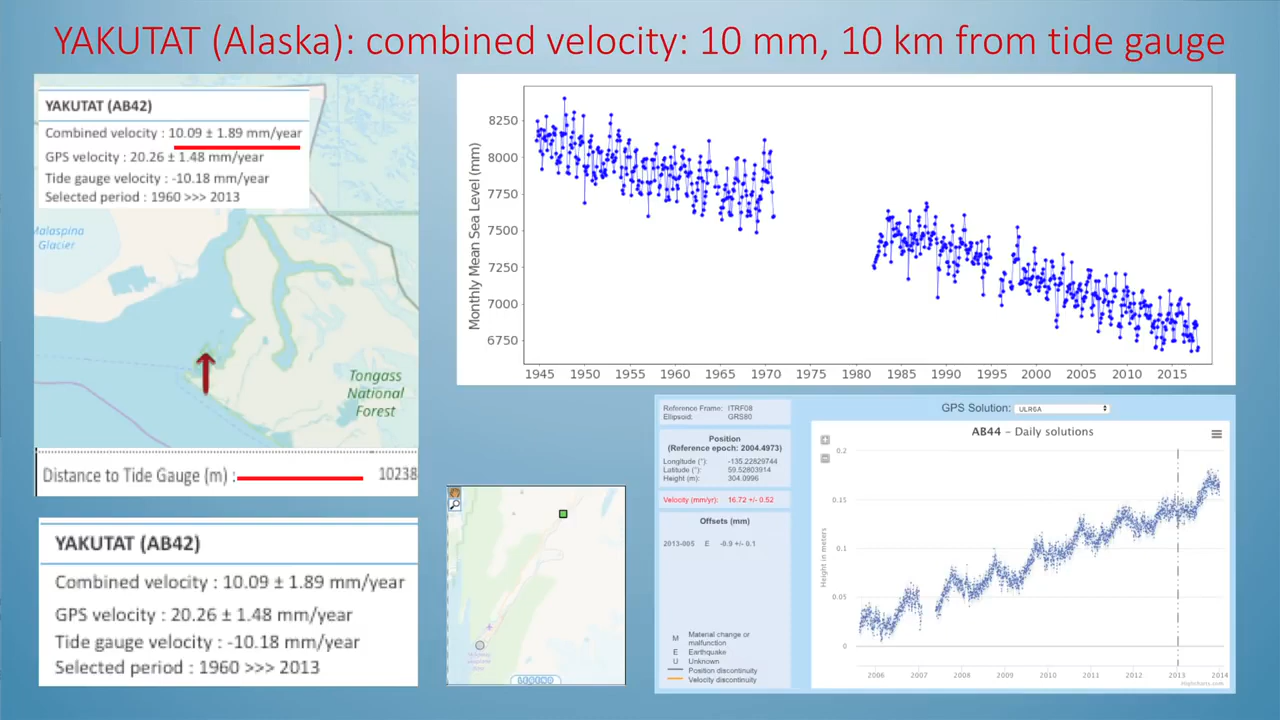 YAKUTAT (Alaska): combined velocity: 10 mm, 10 km from tide gauge
YAKUTAT (AB42)
Combined velocity : 10.09 ± 1.89 mm/year
GPS velocity : 20.26 ± 1.48 mm/year
Tide gauge velocity : -10.18 mm/year
Selected period : 1960 >>> 2013
Malaspina
Glacier
Tongass
National
Forest
Distance to Tide Gauge (m) : 10238
YAKUTAT (AB42)
Combined velocity : 10.09 ± 1.89 mm/year
GPS velocity : 20.26 ± 1.48 mm/year
Tide gauge velocity : -10.18 mm/year
Selected period : 1960 >>> 2013
Monthly Mean Sea Level (mm)
8250
8000
7750
7500
7250
7000
6750
1945 1950 1955 1960 1965 1970 1975 1980 1985 1990 1995 2000 2005 2010 2015
Reference Frame: ITRF08
Ellipsoid: GRS80
Position
(Reference epoch: 2004.4973)
Longitude (°): -135.22829744
Latitude (°): 59.52803914
Height (m): 304.0996
Velocity (mm/yr): 16.72 +/- 0.52
Offsets (mm)
2013-005 E -0.9 +/- 0.1
M Material change or
malfunction
E Earthquake
U Unknown
Position discontinuity
Velocity discontinuity
GPS Solution: ULR6A
AB44 – Daily solutions
Height in meters
0.2
0.15
0.1
0.05
0
2006 2007 2008 2009 2010 2011 2012 2013 2014